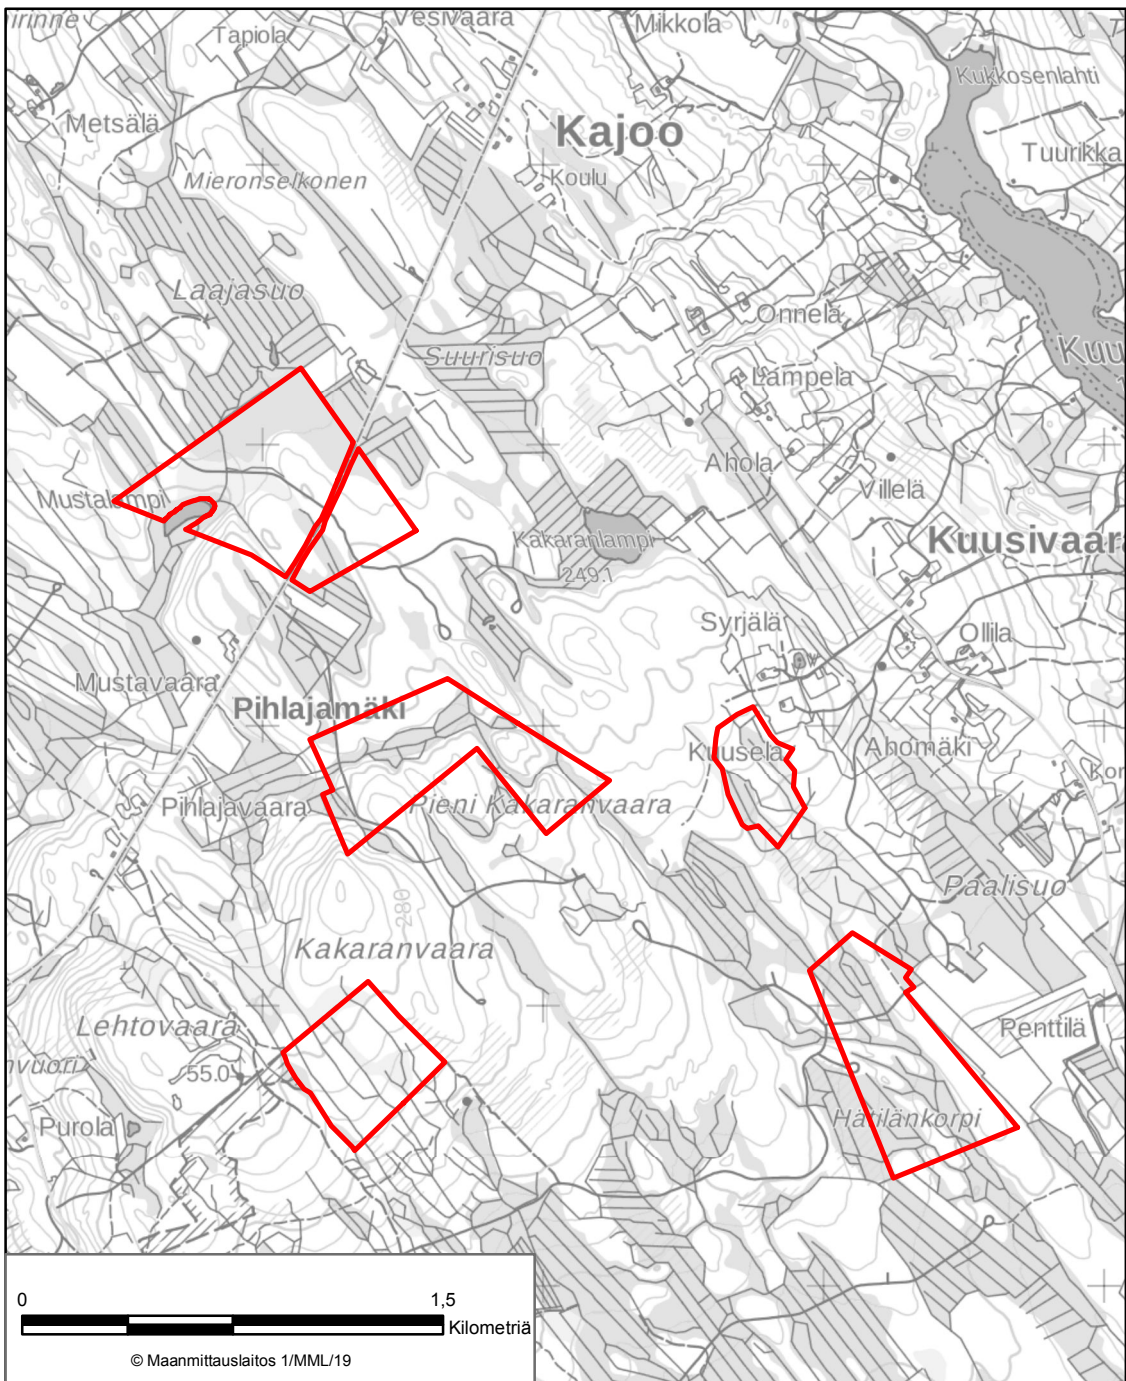 Vesivaara
Mikkola
Tapiola
Kukkosenlahti
Metsälä
Kajoo
Tuurikka
Mieronselkonen
Koulu
Laajasuo
Onnela
Suurisuo
Lampela
Mustalampi
Ahola
Villelä
Kakaranlampi
249.1
Syrjälä
Ollila
Mustavaara
Pihlajamäki
Kuusela
Ahomäki
Pihlajavaara
Pieni Kakaranvaara
280
Paalisuo
Kakaranvaara
Lehtovaara
Penttilä
55.0
Purola
Hätilänkorpi
0
1,5
Kilometriä
© Maanmittauslaitos 1/MML/19